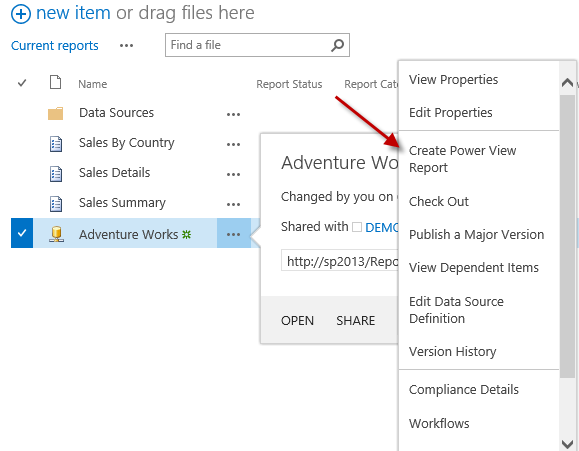 new item or drag files here
Current reports ...
Find a file
Name Report Status Report Cate
Data Sources ...
Sales By Country
Sales Details
Sales Summary
Adventure Works ...
Adventure Wo
Changed by you on
Shared with DEMO
http://sp2013/Repo
OPEN SHARE
View Properties
Edit Properties
Create Power View
Report
Check Out
Publish a Major Version
View Dependent Items
Edit Data Source
Definition
Version History
Compliance Details
Workflows